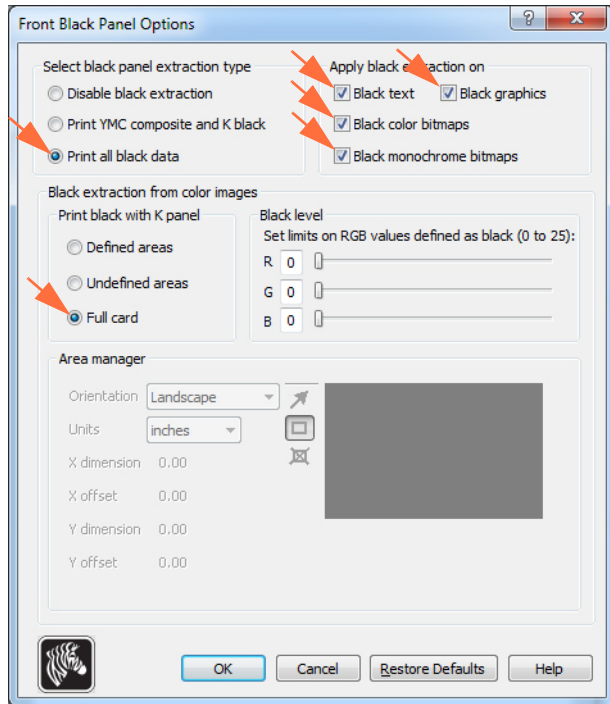 Front Black Panel Options
Select black panel extraction type
Disable black extraction
Print YMC composite and K black
Print all black data
Apply black extraction on
Black text
Black graphics
Black color bitmaps
Black monochrome bitmaps
Black extraction from color images
Print black with K panel
Defined areas
Undefined areas
Full card
Black level
Set limits on RGB values defined as black (0 to 25):
R 0
G 0
B 0
Area manager
Orientation Landscape
Units inches
X dimension 0.00
X offset 0.00
Y dimension 0.00
Y offset 0.00
OK Cancel Restore Defaults Help